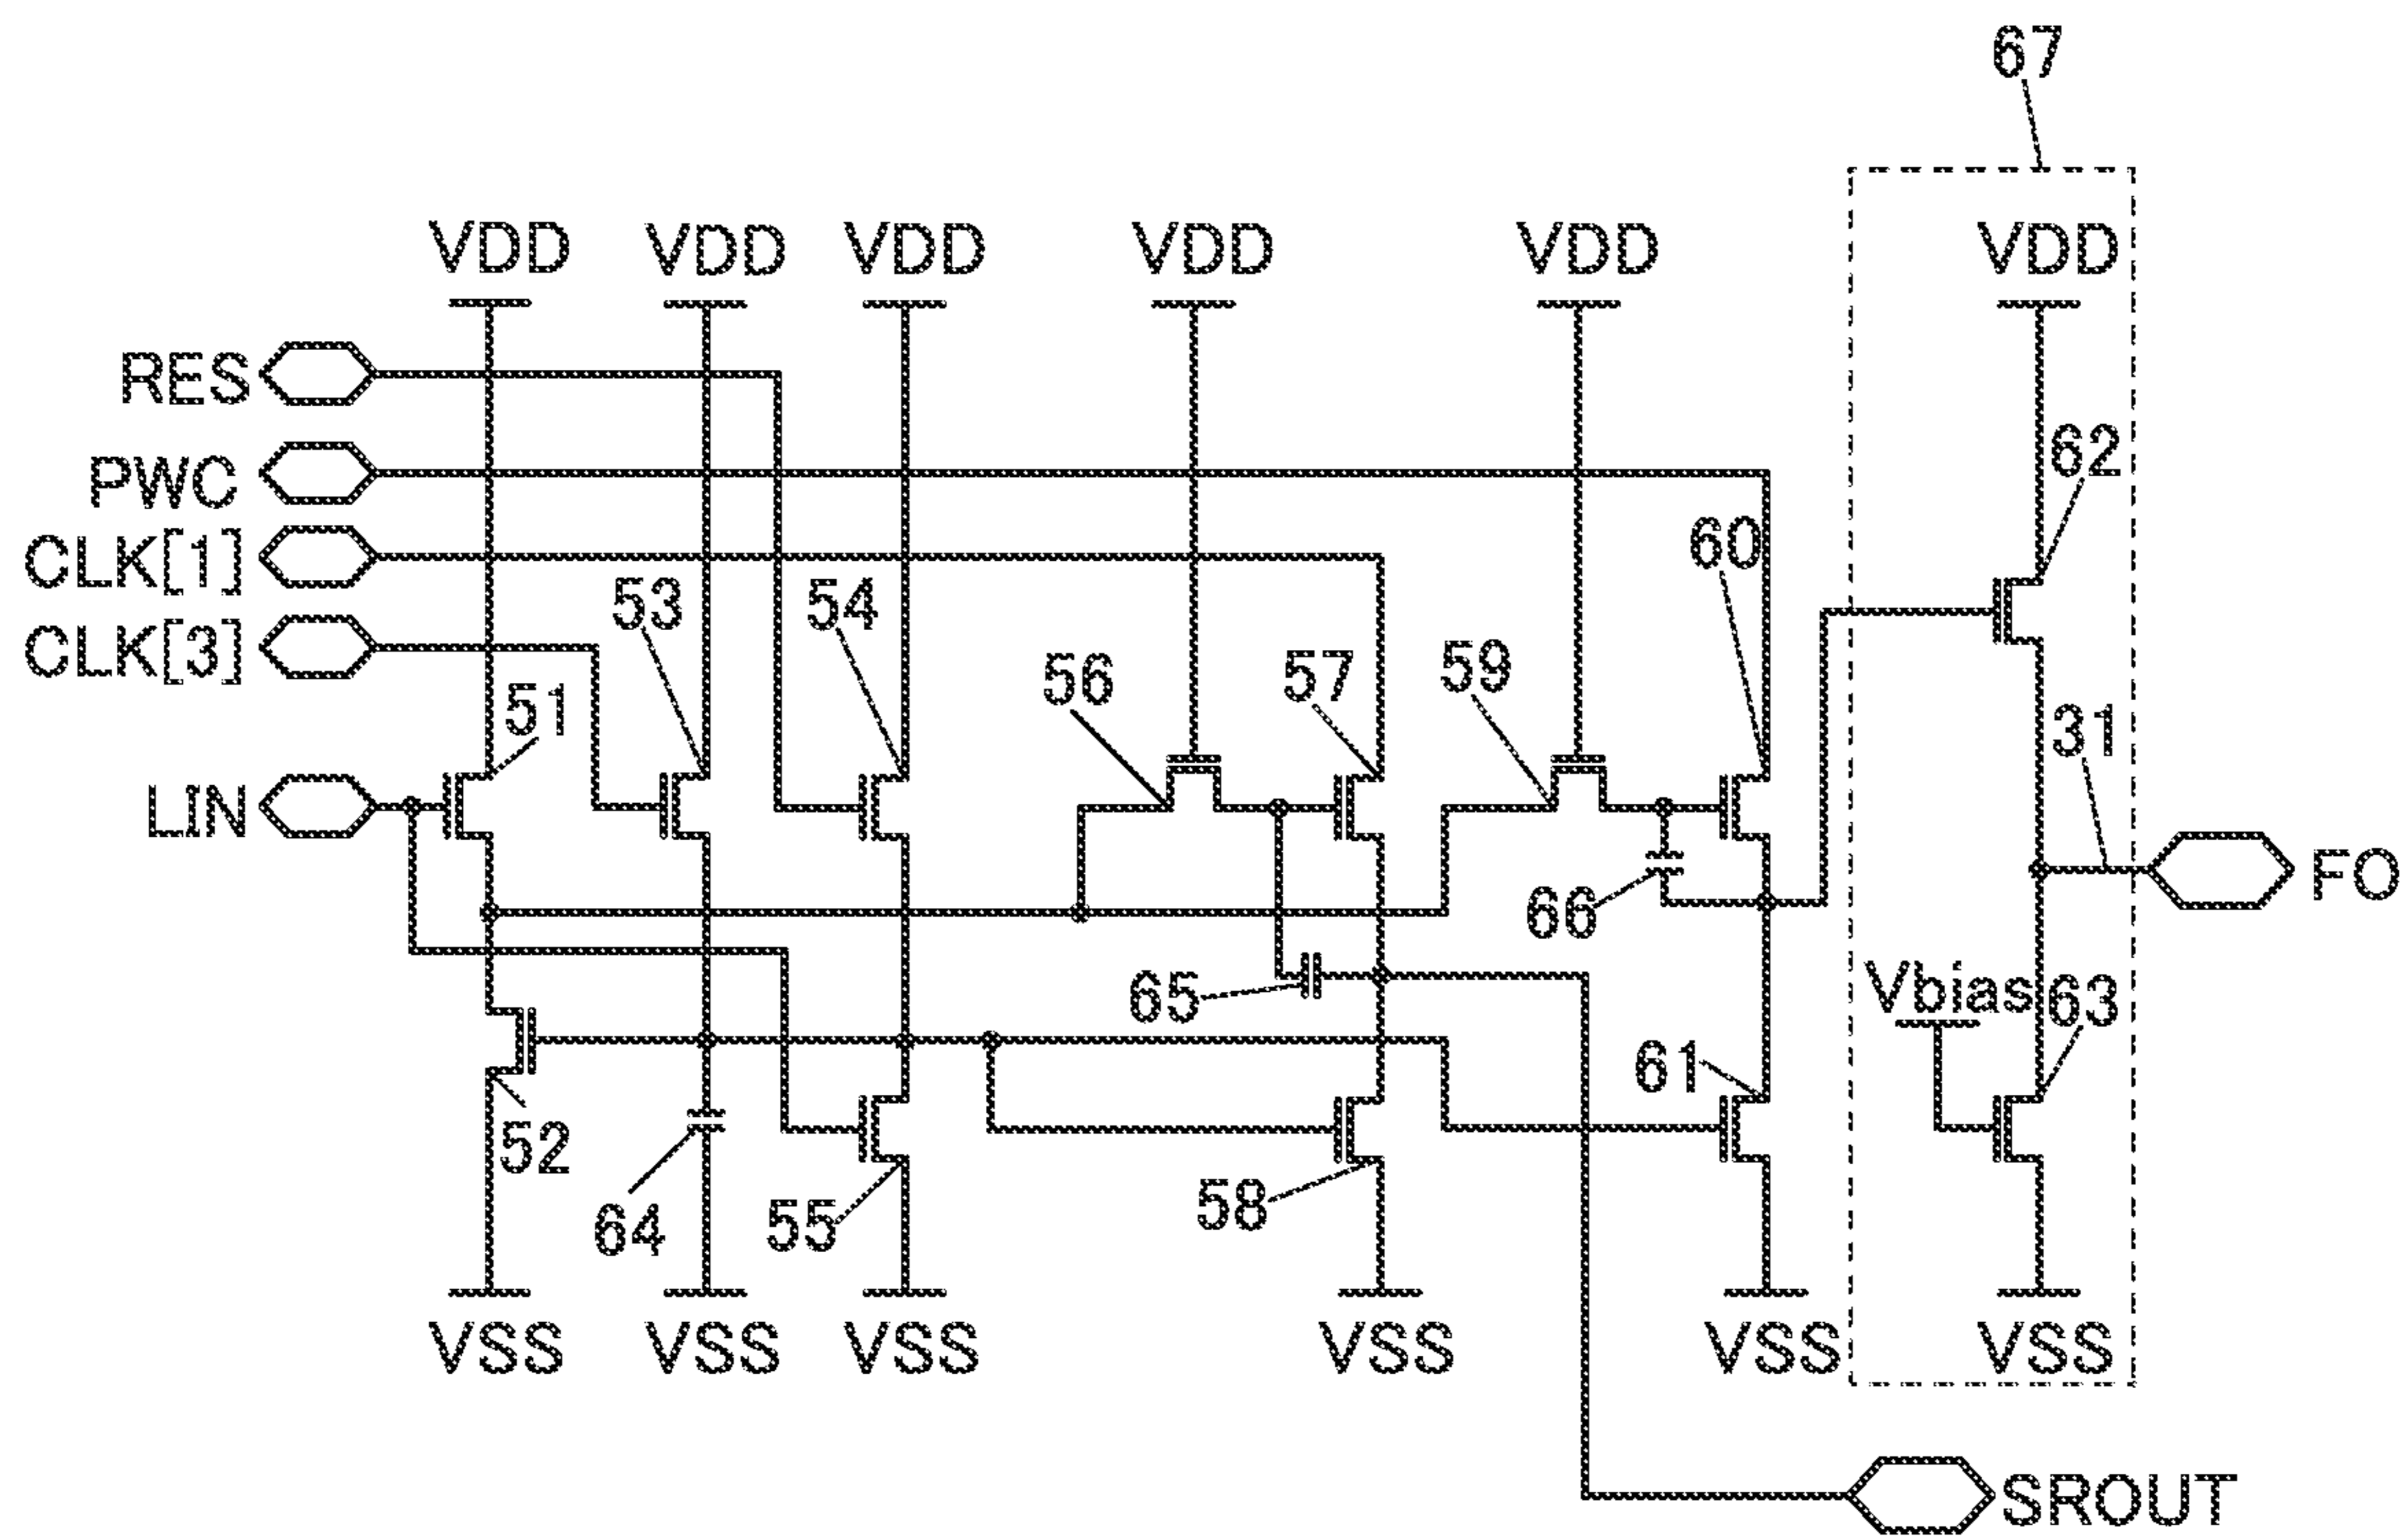 67
VDD VDD VDD VDD VDD VDD
RES
62
PWC
60
CLK[1]
53 54
CLK[3]
56 57 59
51 31
LIN
FO
66
65 Vbias 63
61
52
64 55 58
VSS VSS VSS VSS VSS VSS
SROUT